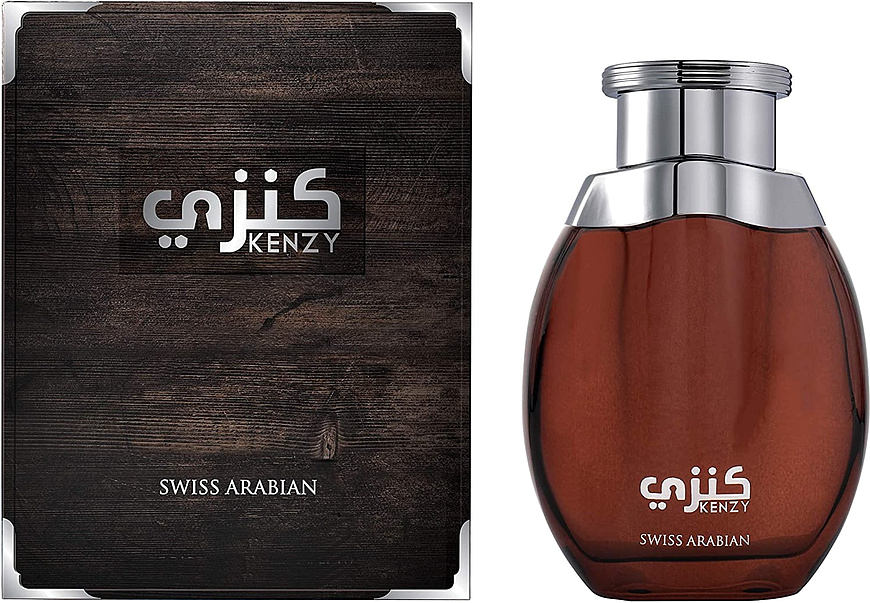 كنزي
KENZY
SWISS ARABIAN
كنزي
KENZY
SWISS ARABIAN